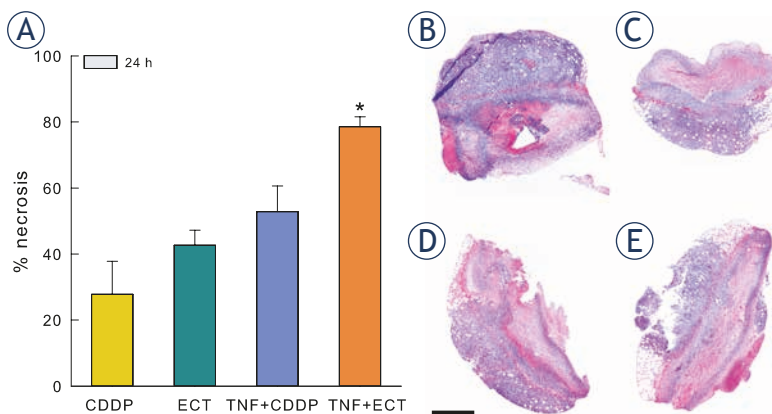 A
24 h
100
80
60
40
20
0
% necrosis
*
CDDP ECT TNF+CDDP TNF+ECT
B
C
D
E